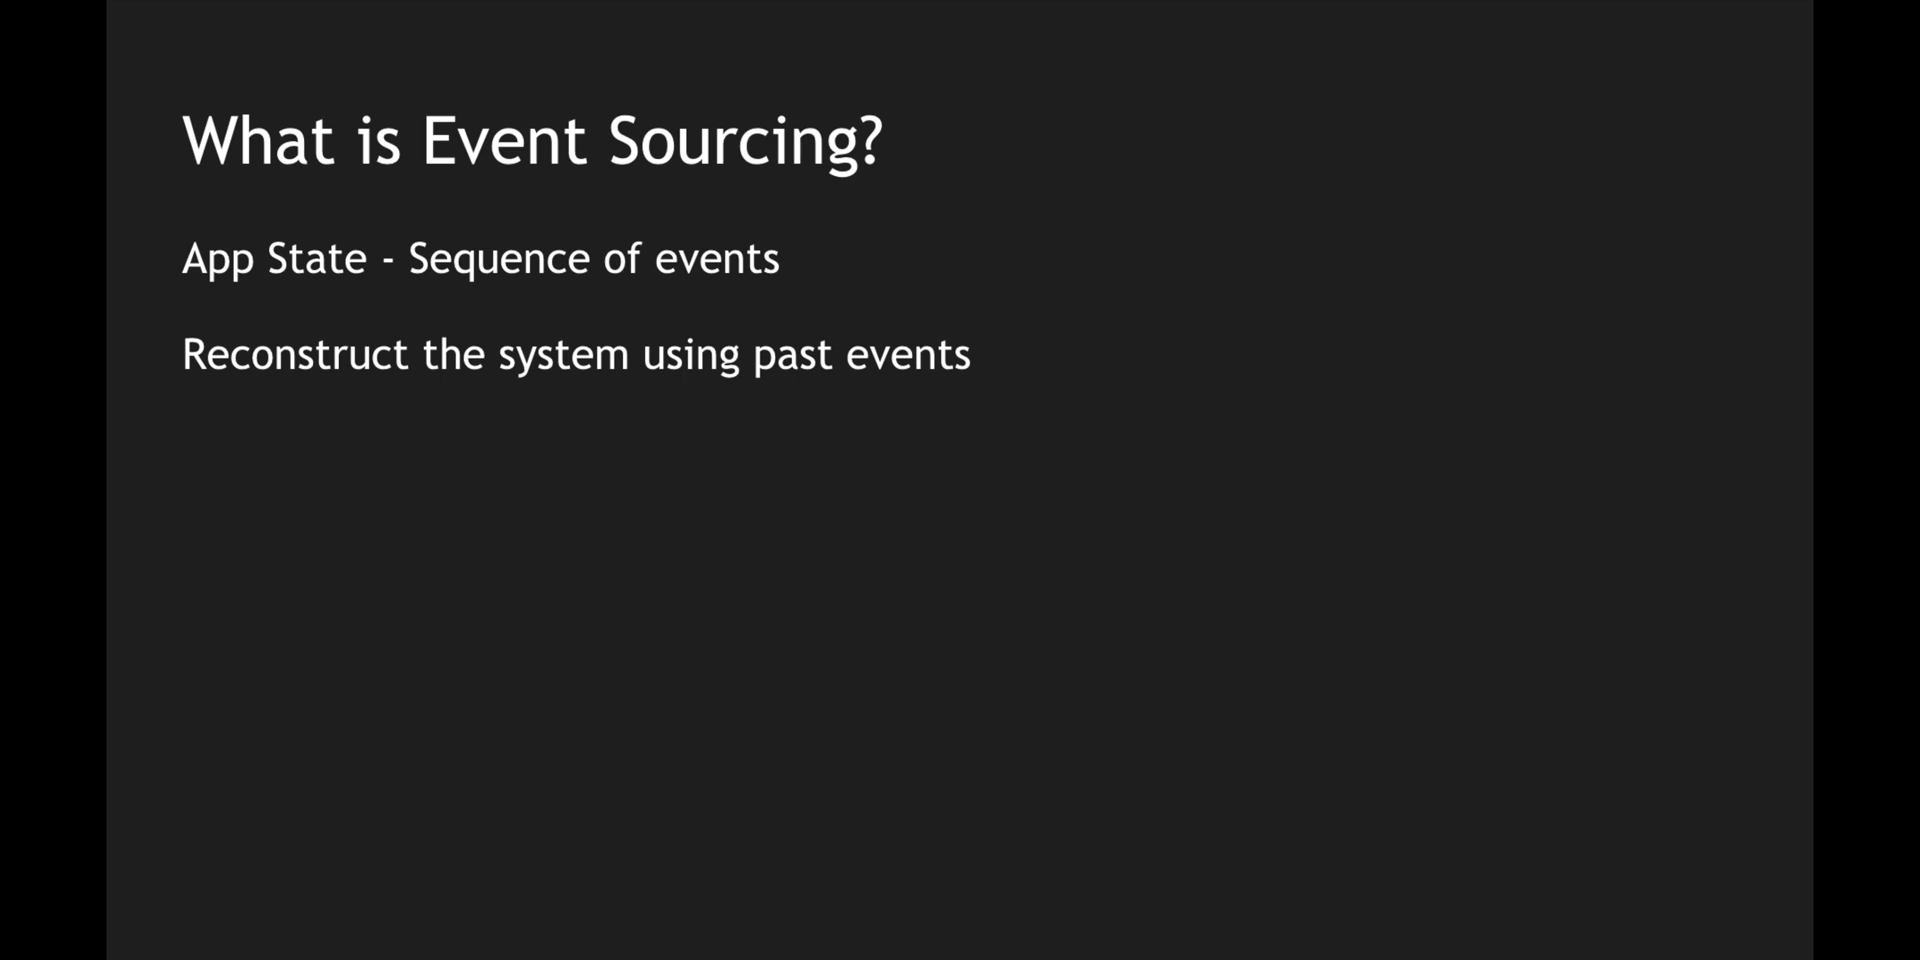 What is Event Sourcing?
App State - Sequence of events
Reconstruct the system using past events